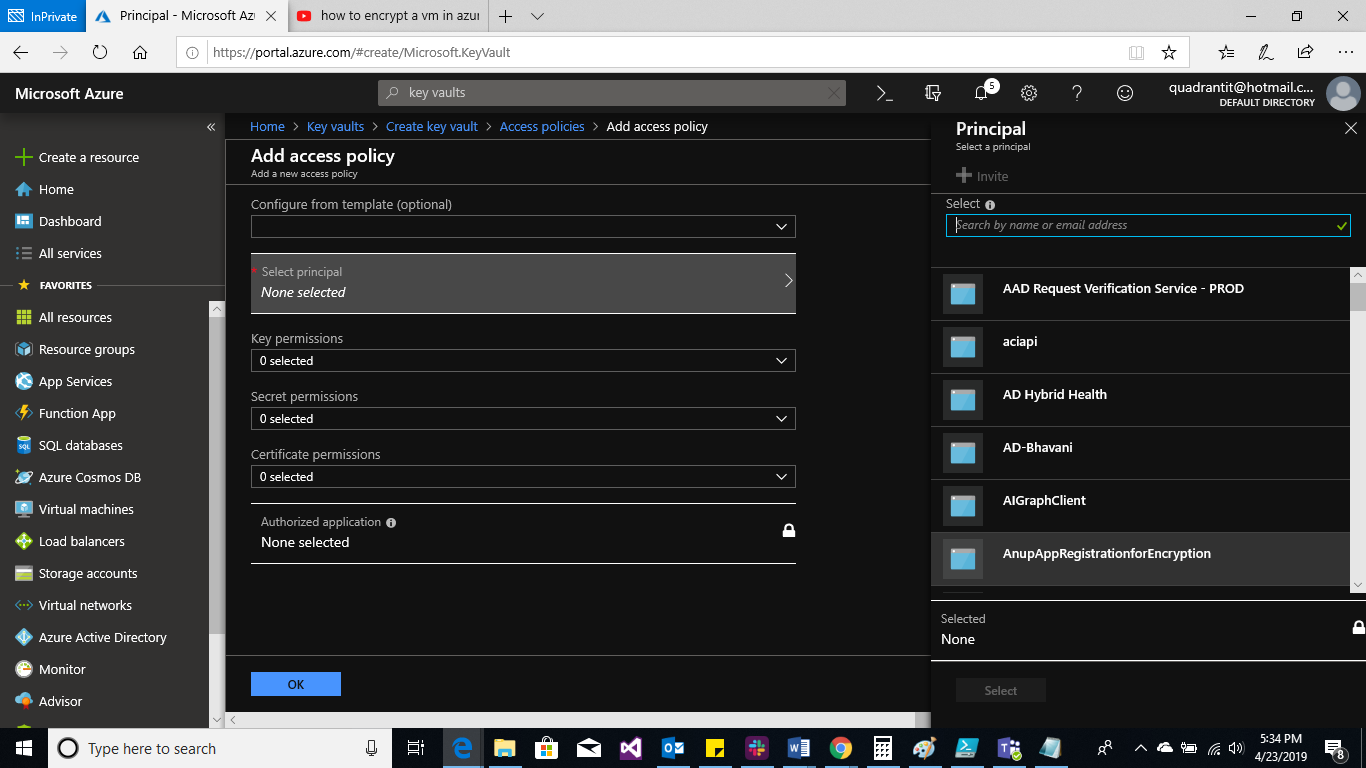 InPrivate
Principal - Microsoft Az
how to encrypt a vm in azur
https://portal.azure.com/#create/Microsoft.KeyVault
Microsoft Azure
key vaults
5
quadrantit@hotmail.c...
DEFAULT DIRECTORY
Create a resource
Home
Dashboard
All services
FAVORITES
All resources
Resource groups
App Services
Function App
SQL databases
Azure Cosmos DB
Virtual machines
Load balancers
Storage accounts
Virtual networks
Azure Active Directory
Monitor
Advisor
Home > Key vaults > Create key vault > Access policies > Add access policy
Add access policy
Add a new access policy
Configure from template (optional)
* Select principal
None selected
Key permissions
0 selected
Secret permissions
0 selected
Certificate permissions
0 selected
Authorized application
None selected
OK
Principal
Select a principal
Invite
Select
Search by name or email address
AAD Request Verification Service - PROD
aciapi
AD Hybrid Health
AD-Bhavani
AIGraphClient
AnupAppRegistrationforEncryption
Selected
None
Select
Type here to search
5:34 PM
4/23/2019
8